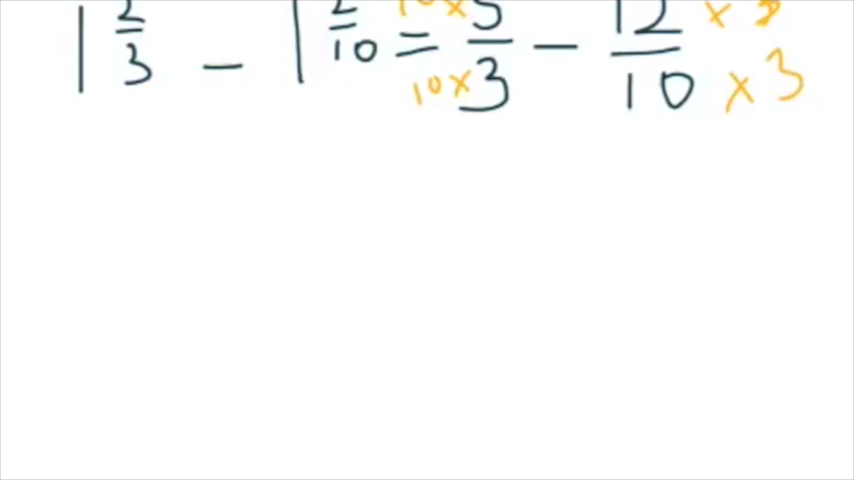 1 2/3 - 1 2/10 = 10 x 5/3 - 12/10 x 3
10 x x 3